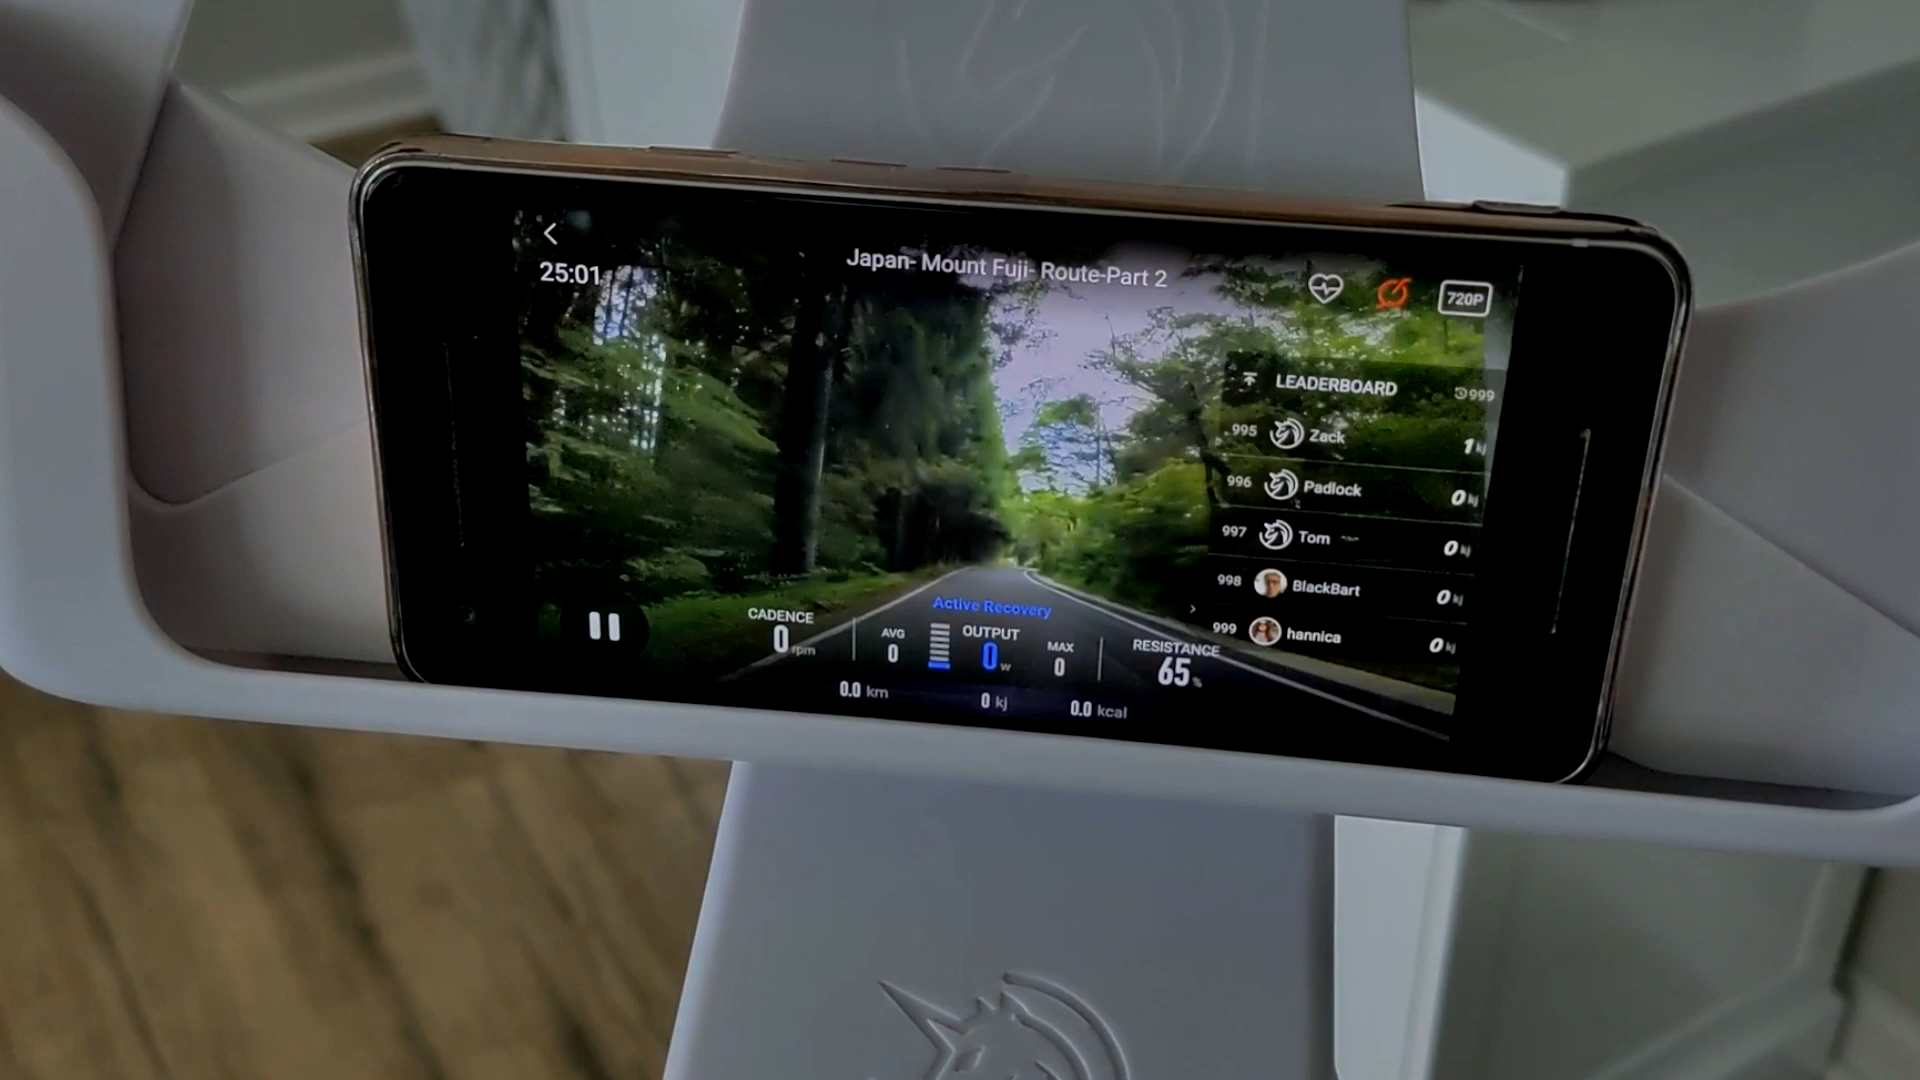 25:01
Japan- Mount Fuji- Route-Part 2
720P
LEADERBOARD
999
995 Zack 1 kj
996 Padlock 0 kj
997 Tom 0 kj
998 BlackBart 0 kj
999 hannica 0 kj
Active Recovery
CADENCE
0 rpm
AVG
0
OUTPUT
0 w
MAX
0
RESISTANCE
65 %
0.0 km
0 kj
0.0 kcal